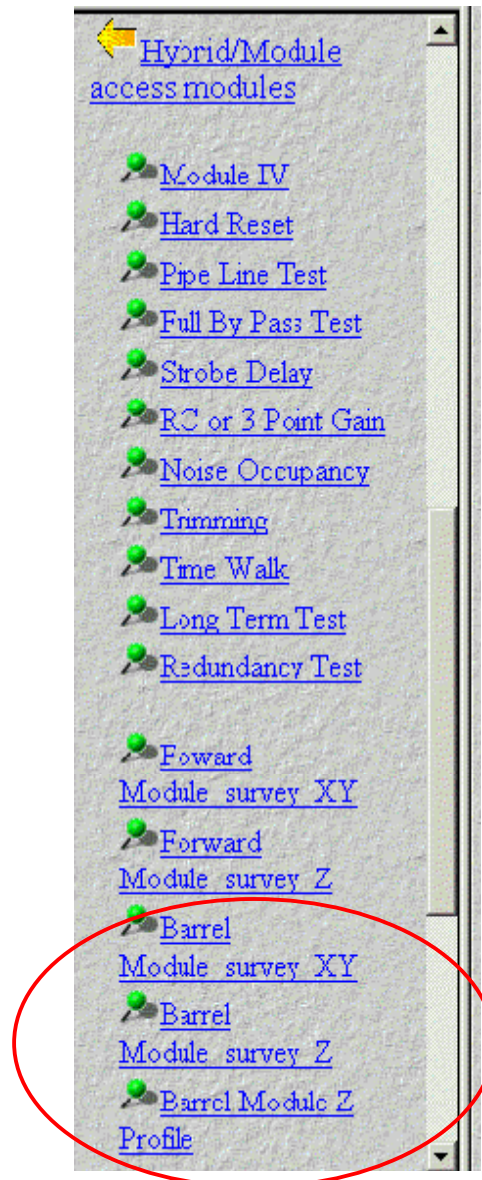 Hybrid/Module
access modules
Module IV
Hard Reset
Pipe Line Test
Full By Pass Test
Strobe Delay
RC or 3 Point Gain
Noise Occupancy
Trimming
Time Walk
Long Term Test
Redundancy Test
Foward
Module survey XY
Forward
Module survey Z
Barrel
Module survey XY
Barrel
Module survey Z
Barrel Module Z
Profile